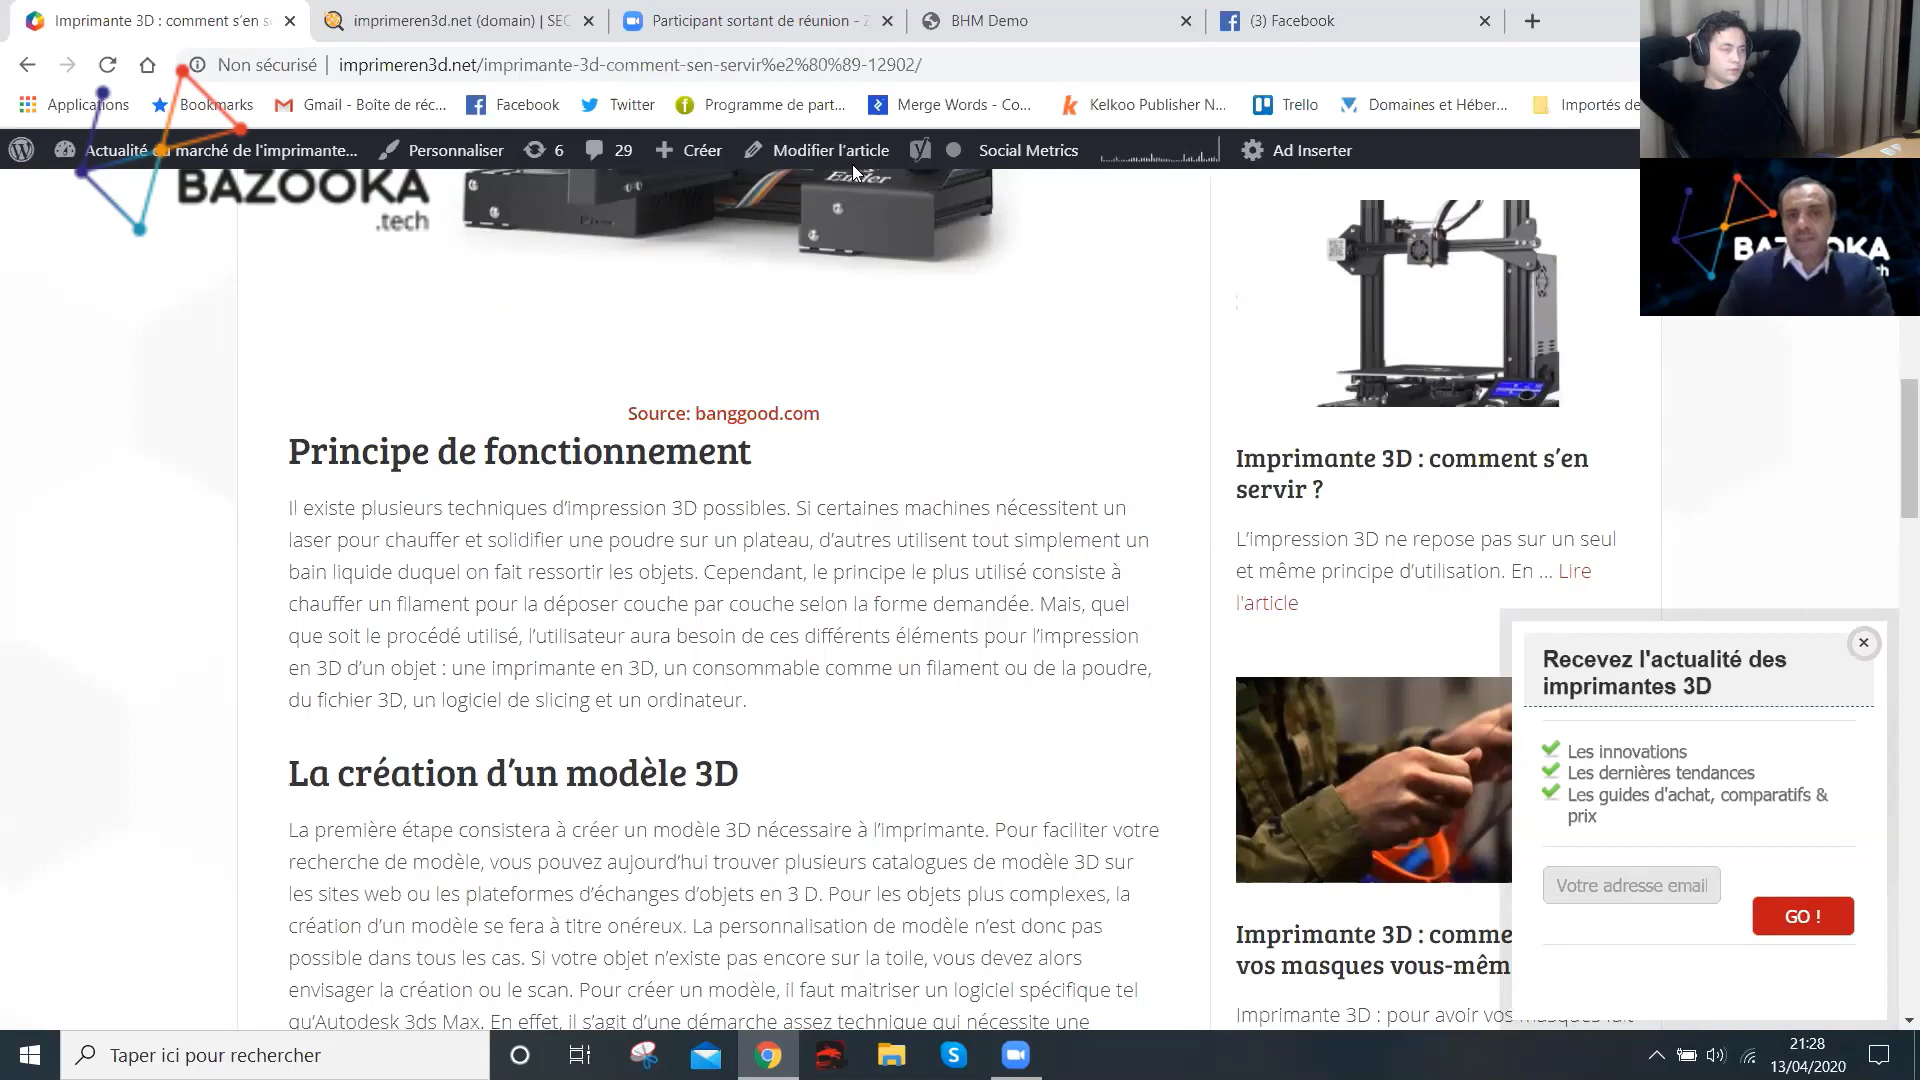 Imprimante 3D : comment s'en s
imprimeren3d.net (domain) | SEC
Participant sortant de réunion - Z
BHM Demo
(3) Facebook
Non sécurisé | imprimeren3d.net/imprimante-3d-comment-sen-servir%e2%80%89-12902/
Applications
Bookmarks
Gmail - Boîte de réc...
Facebook
Twitter
Programme de part...
Merge Words - Co...
Kelkoo Publisher N...
Trello
Domaines et Héber...
Importés de
Actualité du marché de l'imprimante...
Personnaliser
6
29
Créer
Modifier l'article
Social Metrics
Ad Inserter
BAZOOKA
.tech
Ender
BAZOOKA
Source: banggood.com
Principe de fonctionnement
Il existe plusieurs techniques d'impression 3D possibles. Si certaines machines nécessitent un
laser pour chauffer et solidifier une poudre sur un plateau, d'autres utilisent tout simplement un
bain liquide duquel on fait ressortir les objets. Cependant, le principe le plus utilisé consiste à
chauffer un filament pour la déposer couche par couche selon la forme demandée. Mais, quel
que soit le procédé utilisé, l'utilisateur aura besoin de ces différents éléments pour l'impression
en 3D d'un objet : une imprimante en 3D, un consommable comme un filament ou de la poudre,
du fichier 3D, un logiciel de slicing et un ordinateur.
La création d'un modèle 3D
La première étape consistera à créer un modèle 3D nécessaire à l'imprimante. Pour faciliter votre
recherche de modèle, vous pouvez aujourd'hui trouver plusieurs catalogues de modèle 3D sur
les sites web ou les plateformes d'échanges d'objets en 3 D. Pour les objets plus complexes, la
création d'un modèle se fera à titre onéreux. La personnalisation de modèle n'est donc pas
possible dans tous les cas. Si votre objet n'existe pas encore sur la toile, vous devez alors
envisager la création ou le scan. Pour créer un modèle, il faut maitriser un logiciel spécifique tel
qu'Autodesk 3ds Max. En effet, il s'agit d'une démarche assez technique qui nécessite une
Imprimante 3D : comment s'en
servir ?
L'impression 3D ne repose pas sur un seul
et même principe d'utilisation. En ... Lire
l'article
Imprimante 3D : comme
vos masques vous-mêm
Imprimante 3D : pour avoir vos masques fait
Recevez l'actualité des
imprimantes 3D
Les innovations
Les dernières tendances
Les guides d'achat, comparatifs &
prix
Votre adresse email
GO !
Taper ici pour rechercher
21:28
13/04/2020